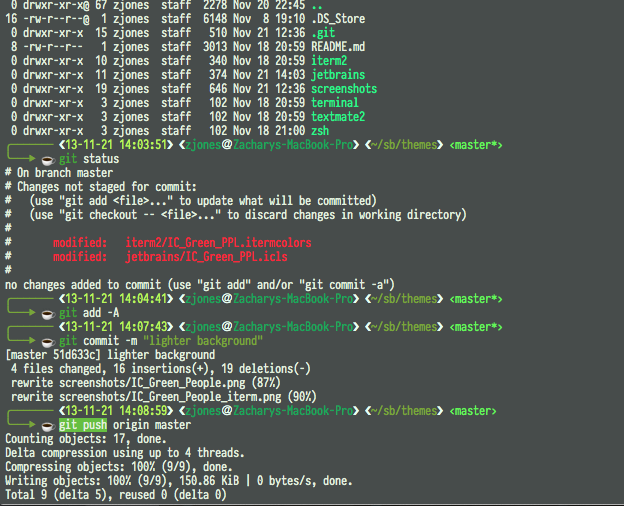 0 drwxr-xr-x@ 67 zjones  staff  2278 Nov 20 22:45 ..
16 -rw-r--r--@  1 zjones  staff  6148 Nov  8 19:10 .DS_Store
0 drwxr-xr-x  15 zjones  staff   510 Nov 21 12:36 .git
8 -rw-r--r--   1 zjones  staff  3013 Nov 18 20:59 README.md
0 drwxr-xr-x  10 zjones  staff   340 Nov 18 20:59 iterm2
0 drwxr-xr-x  11 zjones  staff   374 Nov 21 14:03 jetbrains
0 drwxr-xr-x  19 zjones  staff   646 Nov 21 12:36 screenshots
0 drwxr-xr-x   3 zjones  staff   102 Nov 18 20:59 terminal
0 drwxr-xr-x   3 zjones  staff   102 Nov 18 20:59 textmate2
0 drwxr-xr-x   3 zjones  staff   102 Nov 18 21:00 zsh
<13-11-21 14:03:51> <zjones@Zacharys-MacBook-Pro> <~/sb/themes> <master*>
git status
# On branch master
# Changes not staged for commit:
#   (use "git add <file>..." to update what will be committed)
#   (use "git checkout -- <file>..." to discard changes in working directory)
#
#       modified:   iterm2/IC_Green_PPL.itermcolors
#       modified:   jetbrains/IC_Green_PPL.icls
#
no changes added to commit (use "git add" and/or "git commit -a")
<13-11-21 14:04:41> <zjones@Zacharys-MacBook-Pro> <~/sb/themes> <master*>
git add -A
<13-11-21 14:07:43> <zjones@Zacharys-MacBook-Pro> <~/sb/themes> <master*>
git commit -m "lighter background"
[master 51d633c] lighter background
4 files changed, 16 insertions(+), 19 deletions(-)
rewrite screenshots/IC_Green_People.png (87%)
rewrite screenshots/IC_Green_People_iterm.png (90%)
<13-11-21 14:08:59> <zjones@Zacharys-MacBook-Pro> <~/sb/themes> <master>
git push origin master
Counting objects: 17, done.
Delta compression using up to 4 threads.
Compressing objects: 100% (9/9), done.
Writing objects: 100% (9/9), 150.86 KiB | 0 bytes/s, done.
Total 9 (delta 5), reused 0 (delta 0)